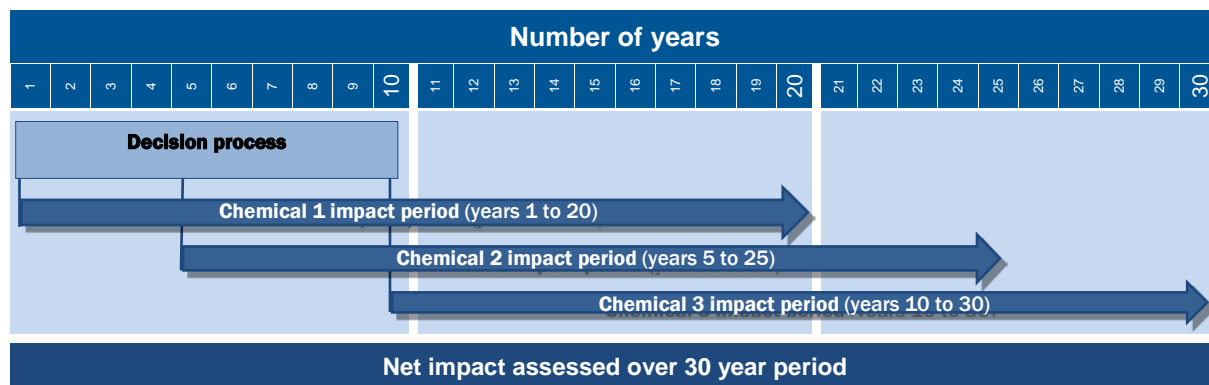 Number of years
1 2 3 4 5 6 7 8 9 10 11 12 13 14 15 16 17 18 19 20 21 22 23 24 25 26 27 28 29 30
Decision process
Chemical 1 impact period (years 1 to 20)
Chemical 2 impact period (years 5 to 25)
Chemical 3 impact period (years 10 to 30)
Net impact assessed over 30 year period